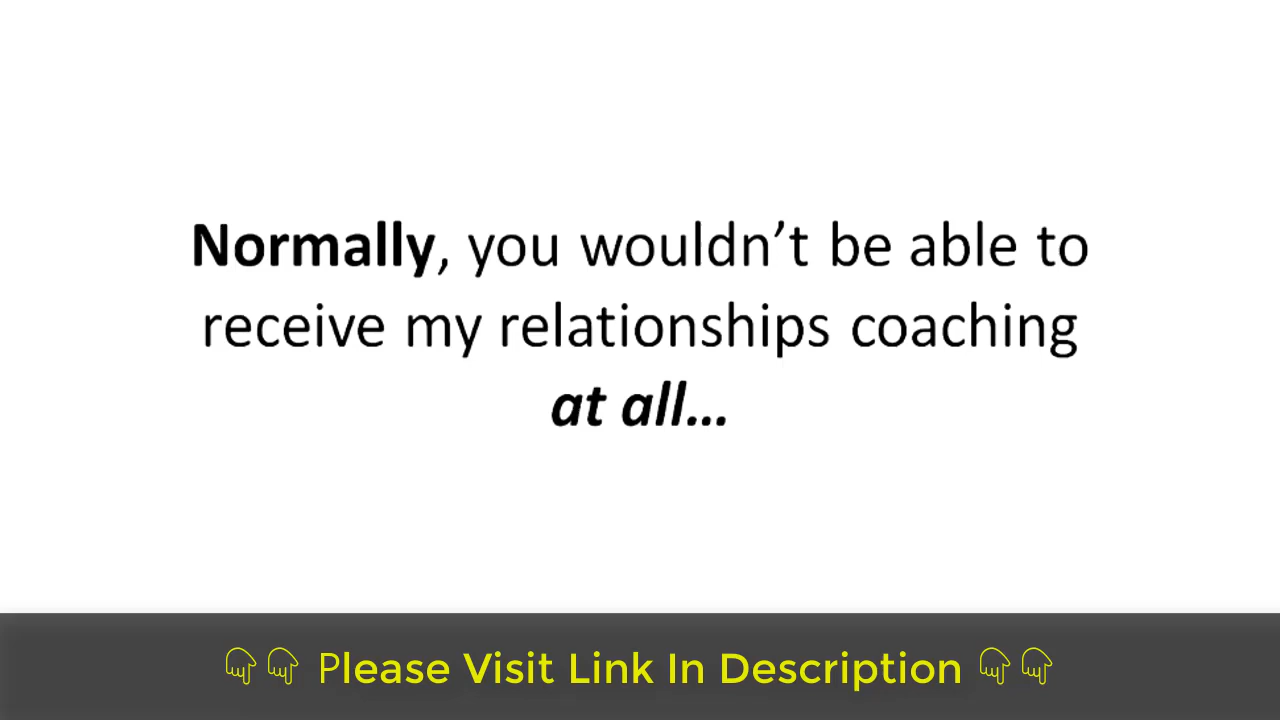 Normally, you wouldn’t be able to
receive my relationships coaching
at all...
👇👇 Please Visit Link In Description 👇👇